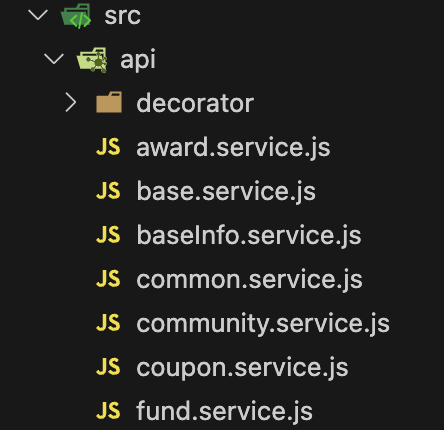 src
api
decorator
JS award.service.js
JS base.service.js
JS baseInfo.service.js
JS common.service.js
JS community.service.js
JS coupon.service.js
JS fund.service.js